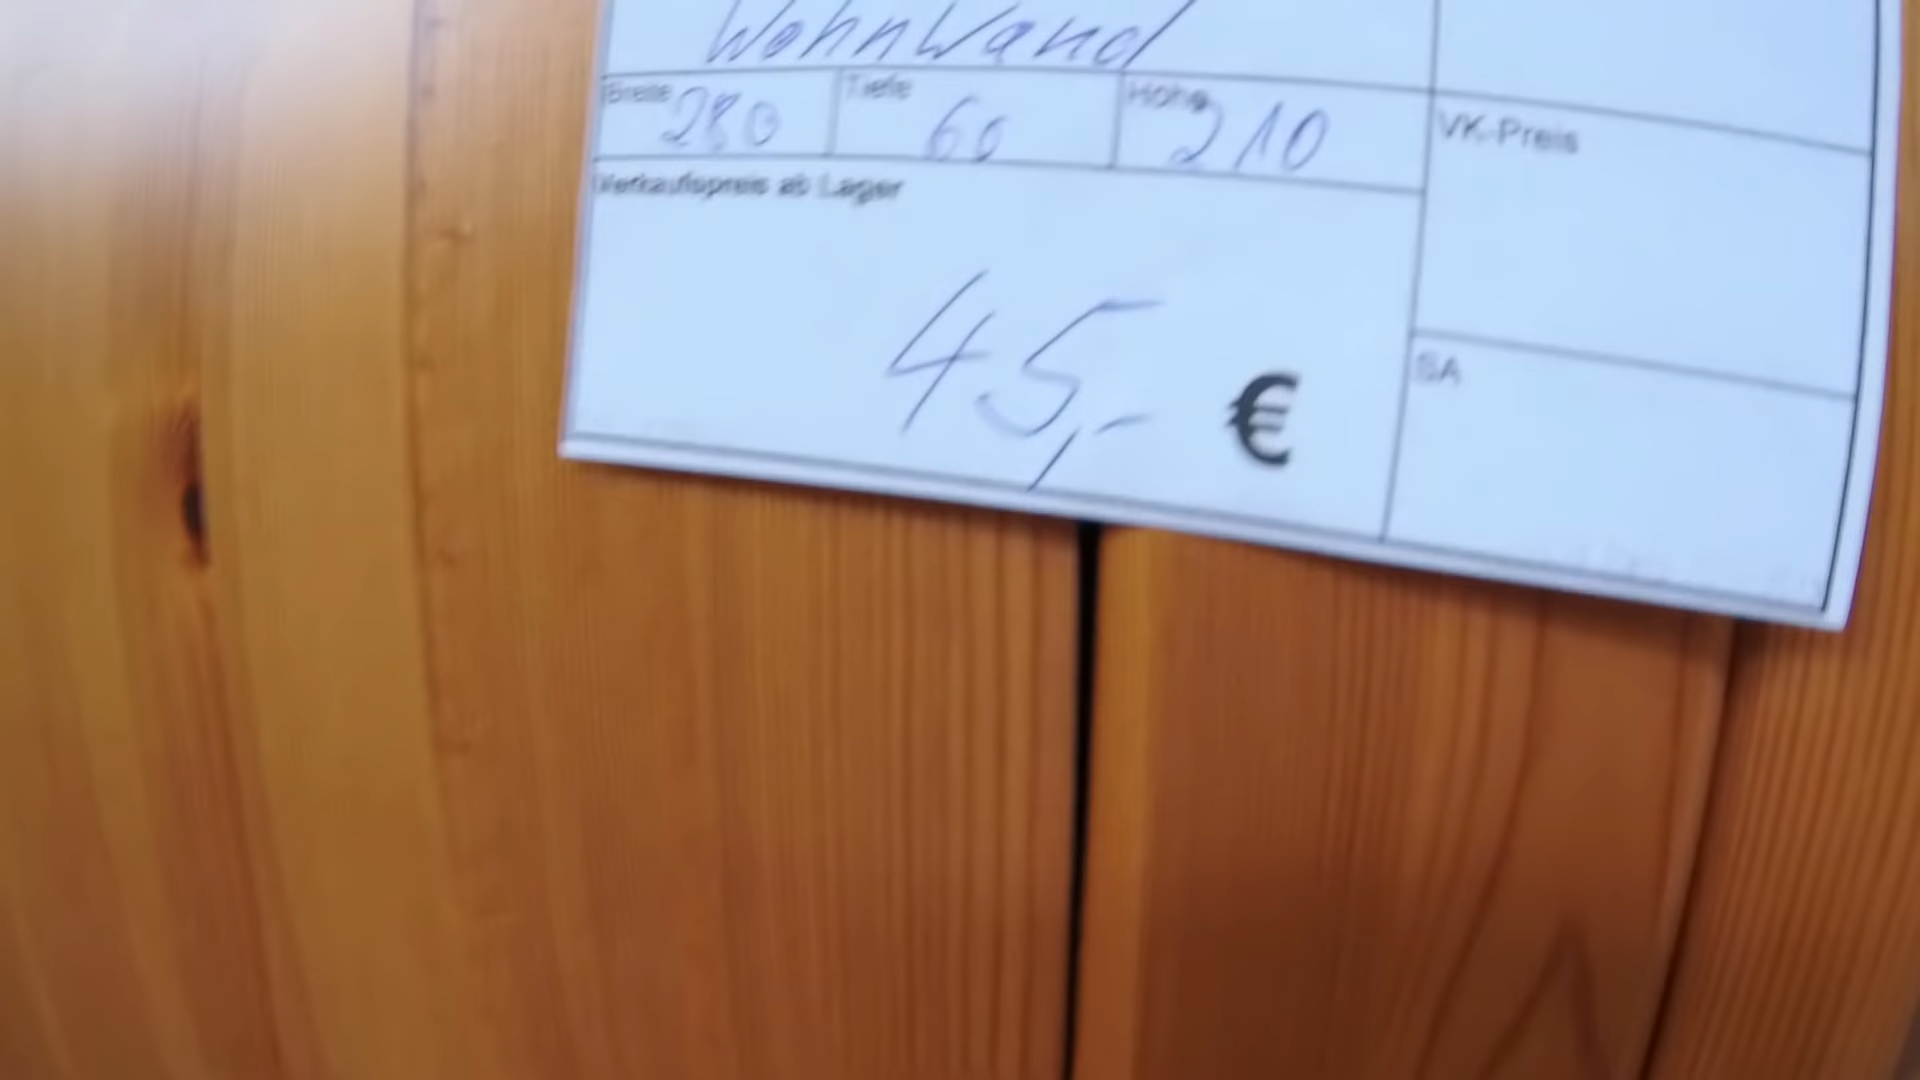 Wohnwand
Breite 280 Tiefe 60 Höhe 210
VK-Preis
Verkaufspreis ab Lager
45,- €
SA